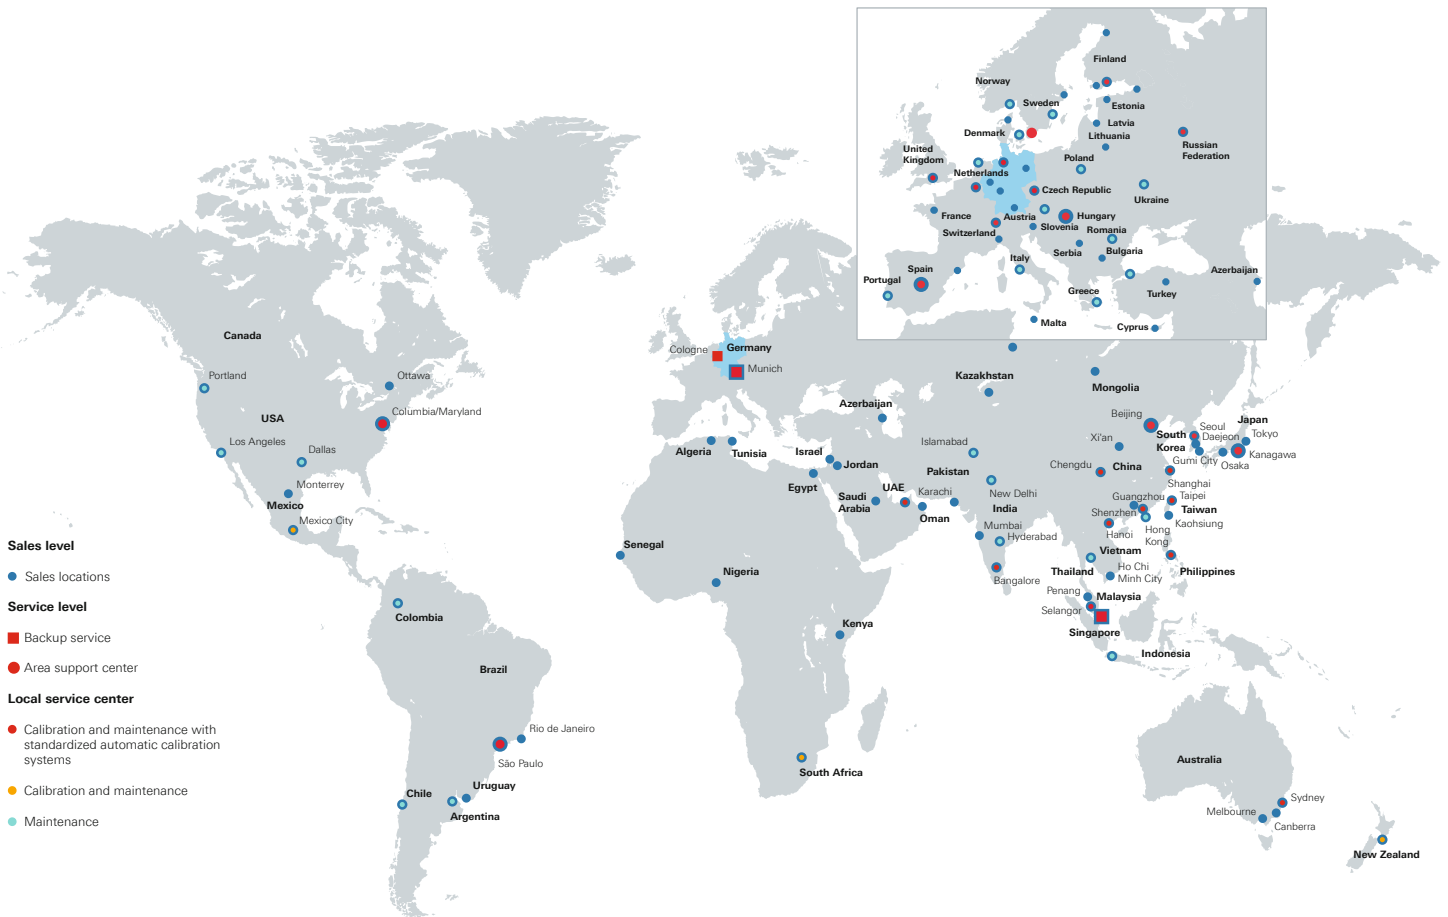 Finland
Norway
Sweden
Estonia
Latvia
Denmark
Lithuania
Russian
Federation
United
Kingdom
Poland
Netherlands
Czech Republic
Ukraine
France
Austria
Hungary
Slovenia
Romania
Switzerland
Serbia
Bulgaria
Italy
Spain
Azerbaijan
Portugal
Greece
Turkey
Malta
Cyprus
Canada
Portland
Ottawa
USA
Columbia/Maryland
Los Angeles
Dallas
Monterrey
Mexico
Mexico City
Cologne
Germany
Munich
Kazakhstan
Mongolia
Azerbaijan
Beijing
Japan
Seoul
South
Korea
Daejeon
Tokyo
Xi'an
Islamabad
Kanagawa
Algeria
Tunisia
Israel
Jordan
Gumi City
Osaka
Chengdu
China
Pakistan
Egypt
UAE
Karachi
New Delhi
Shanghai
Saudi
Arabia
Guangzhou
Taipei
India
Oman
Shenzhen
Taiwan
Mumbai
Hyderabad
Hanoi
Hong
Kong
Kaohsiung
Senegal
Vietnam
Nigeria
Thailand
Ho Chi
Minh City
Philippines
Bangalore
Penang
Malaysia
Selangor
Kenya
Singapore
Indonesia
Colombia
Brazil
Rio de Janeiro
São Paulo
South Africa
Australia
Uruguay
Chile
Argentina
Sydney
Melbourne
Canberra
New Zealand
Sales level
Sales locations
Service level
Backup service
Area support center
Local service center
Calibration and maintenance with
standardized automatic calibration
systems
Calibration and maintenance
Maintenance